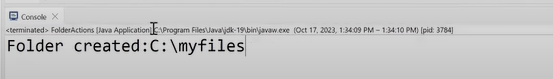 Console
<terminated> FolderActions [Java Application] C:\Program Files\Java\jdk-19\bin\javaw.exe (Oct 17, 2023, 1:34:09 PM – 1:34:10 PM) [pid: 3784]
Folder created:C:\myfiles